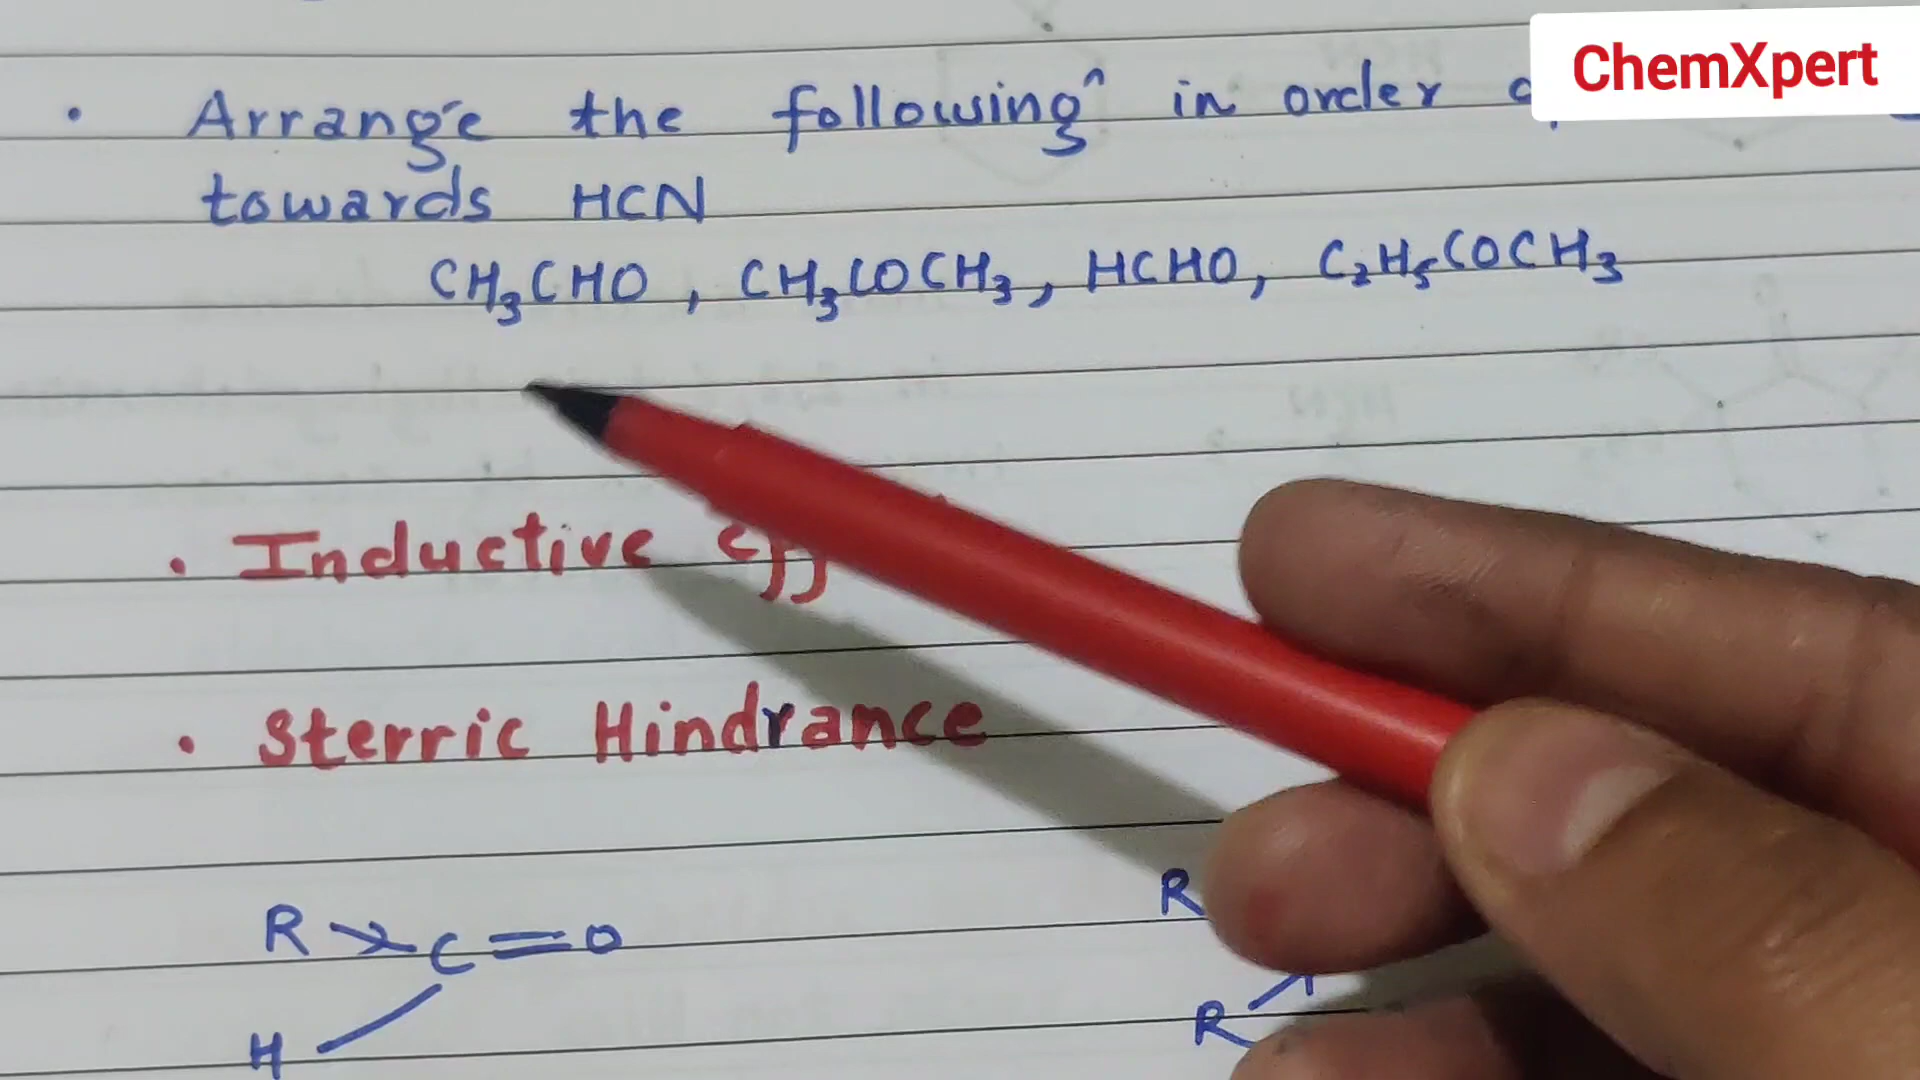 ChemXpert
• Arrange the following^ in order
towards HCN
CH₃CHO, CH₃COCH₃, HCHO, C₂H₅COCH₃
• Inductive
• Sterric Hindrance
R C = O
H
R
R